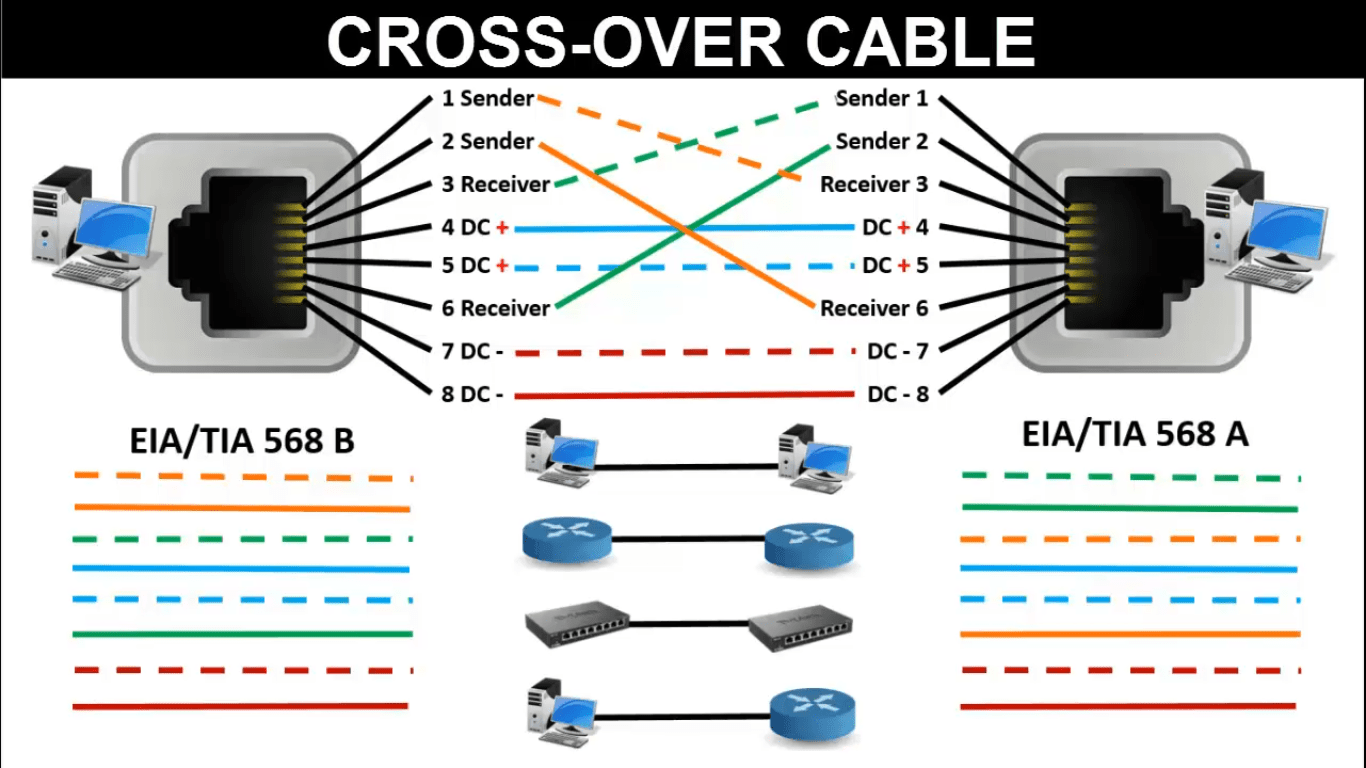 CROSS-OVER CABLE
1 Sender
2 Sender
3 Receiver
4 DC +
5 DC +
6 Receiver
7 DC -
8 DC -
Sender 1
Sender 2
Receiver 3
DC + 4
DC + 5
Receiver 6
DC - 7
DC - 8
EIA/TIA 568 B
EIA/TIA 568 A